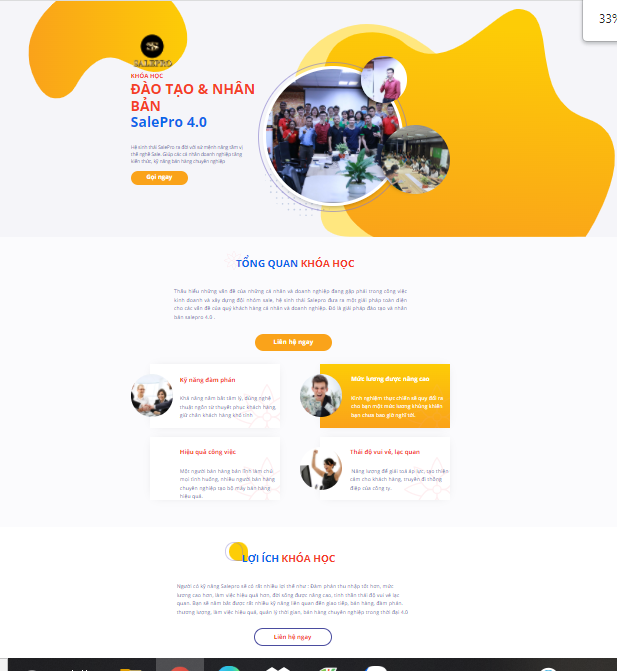 33%
SALEPRO
KHÓA HỌC
ĐÀO TẠO & NHÂN
BẢN
SalePro 4.0
Hệ sinh thái SalePro ra đời với sứ mệnh nâng tầm vị
thế nghề Sale. Giúp các cá nhân doanh nghiệp tăng
kiến thức, kỹ năng bán hàng chuyên nghiệp
Gọi ngay
TỔNG QUAN KHÓA HỌC
Thấu hiểu những vấn đề của những cá nhân và doanh nghiệp đang gặp phải trong công việc
kinh doanh và xây dựng đội nhóm sale, hệ sinh thái Salepro đưa ra một giải pháp toàn diện
cho các vấn đề của quý khách hàng cá nhân và doanh nghiệp. Đó là giải pháp đào tạo và nhân
bản salepro 4.0 .
Liên hệ ngay
Kỹ năng đàm phán
Khả năng nắm bắt tâm lý, dùng nghệ
thuật ngôn từ thuyết phục khách hàng
giữ chân khách hàng khó tính
Mức lương được nâng cao
Kinh nghiệm thực chiến sẽ quy đổi ra
cho bạn một mức lương khủng khiến
bạn chưa bao giờ nghĩ tới.
Hiệu quả công việc
Một người bán hàng bản lĩnh làm chủ
mọi tình huống, nhiều người bán hàng
chuyên nghiệp tạo bộ máy bán hàng
hiệu quả.
Thái độ vui vẻ, lạc quan
Năng lượng để giải toả áp lực, tạo thiện
cảm cho khách hàng, truyền đi thông
điệp của công ty.
LỢI ÍCH KHÓA HỌC
Người có kỹ năng Salepro sẽ có rất nhiều lợi thế như : Đàm phán thu nhập tốt hơn, mức
lương cao hơn, làm việc hiệu quả hơn, đời sống được nâng cao, tinh thần thái độ vui vẻ lạc
quan. Bạn sẽ nắm bắt được rất nhiều kỹ năng liên quan đến giao tiếp, bán hàng, đàm phán,
thương lượng, làm việc hiệu quả, quản lý thời gian, bán hàng chuyên nghiệp trong thời đại 4.0
Liên hệ ngay